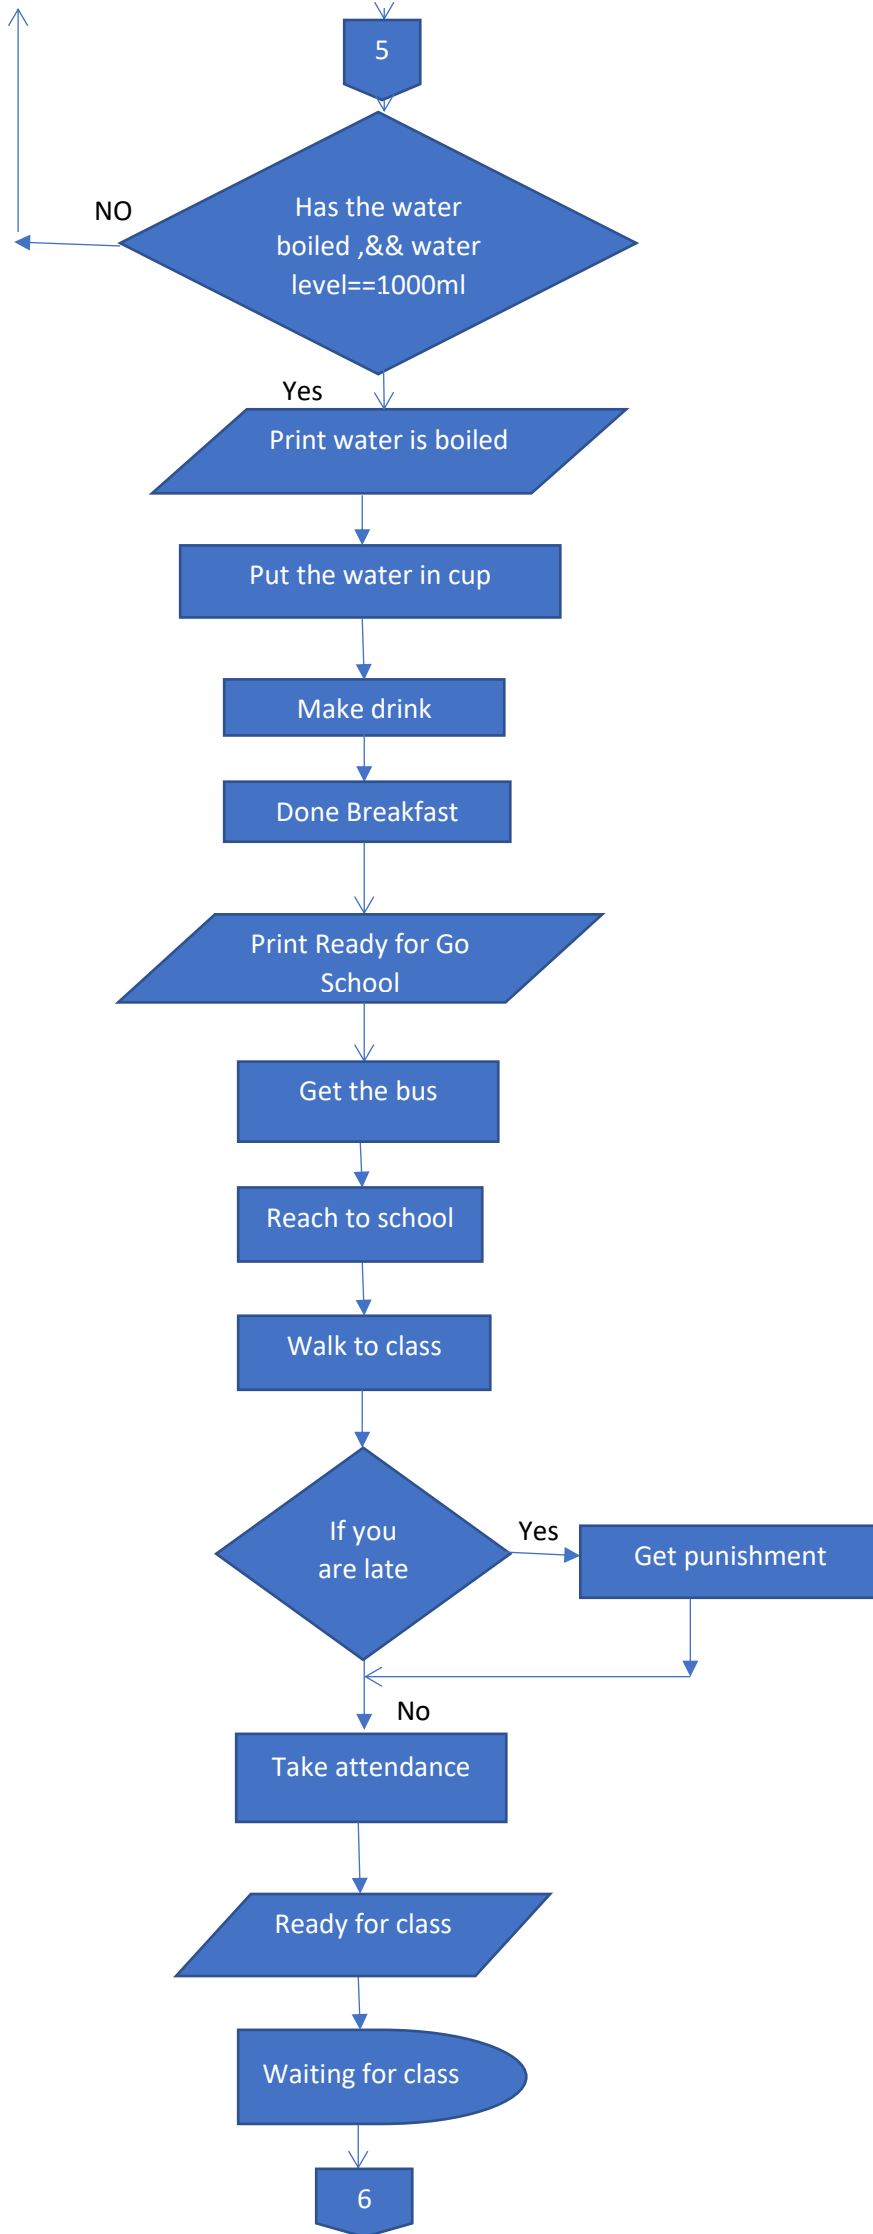 5
NO
Has the water
boiled ,&& water
level==1000ml
Yes
Print water is boiled
Put the water in cup
Make drink
Done Breakfast
Print Ready for Go
School
Get the bus
Reach to school
Walk to class
If you
are late
Yes
Get punishment
No
Take attendance
Ready for class
Waiting for class
6